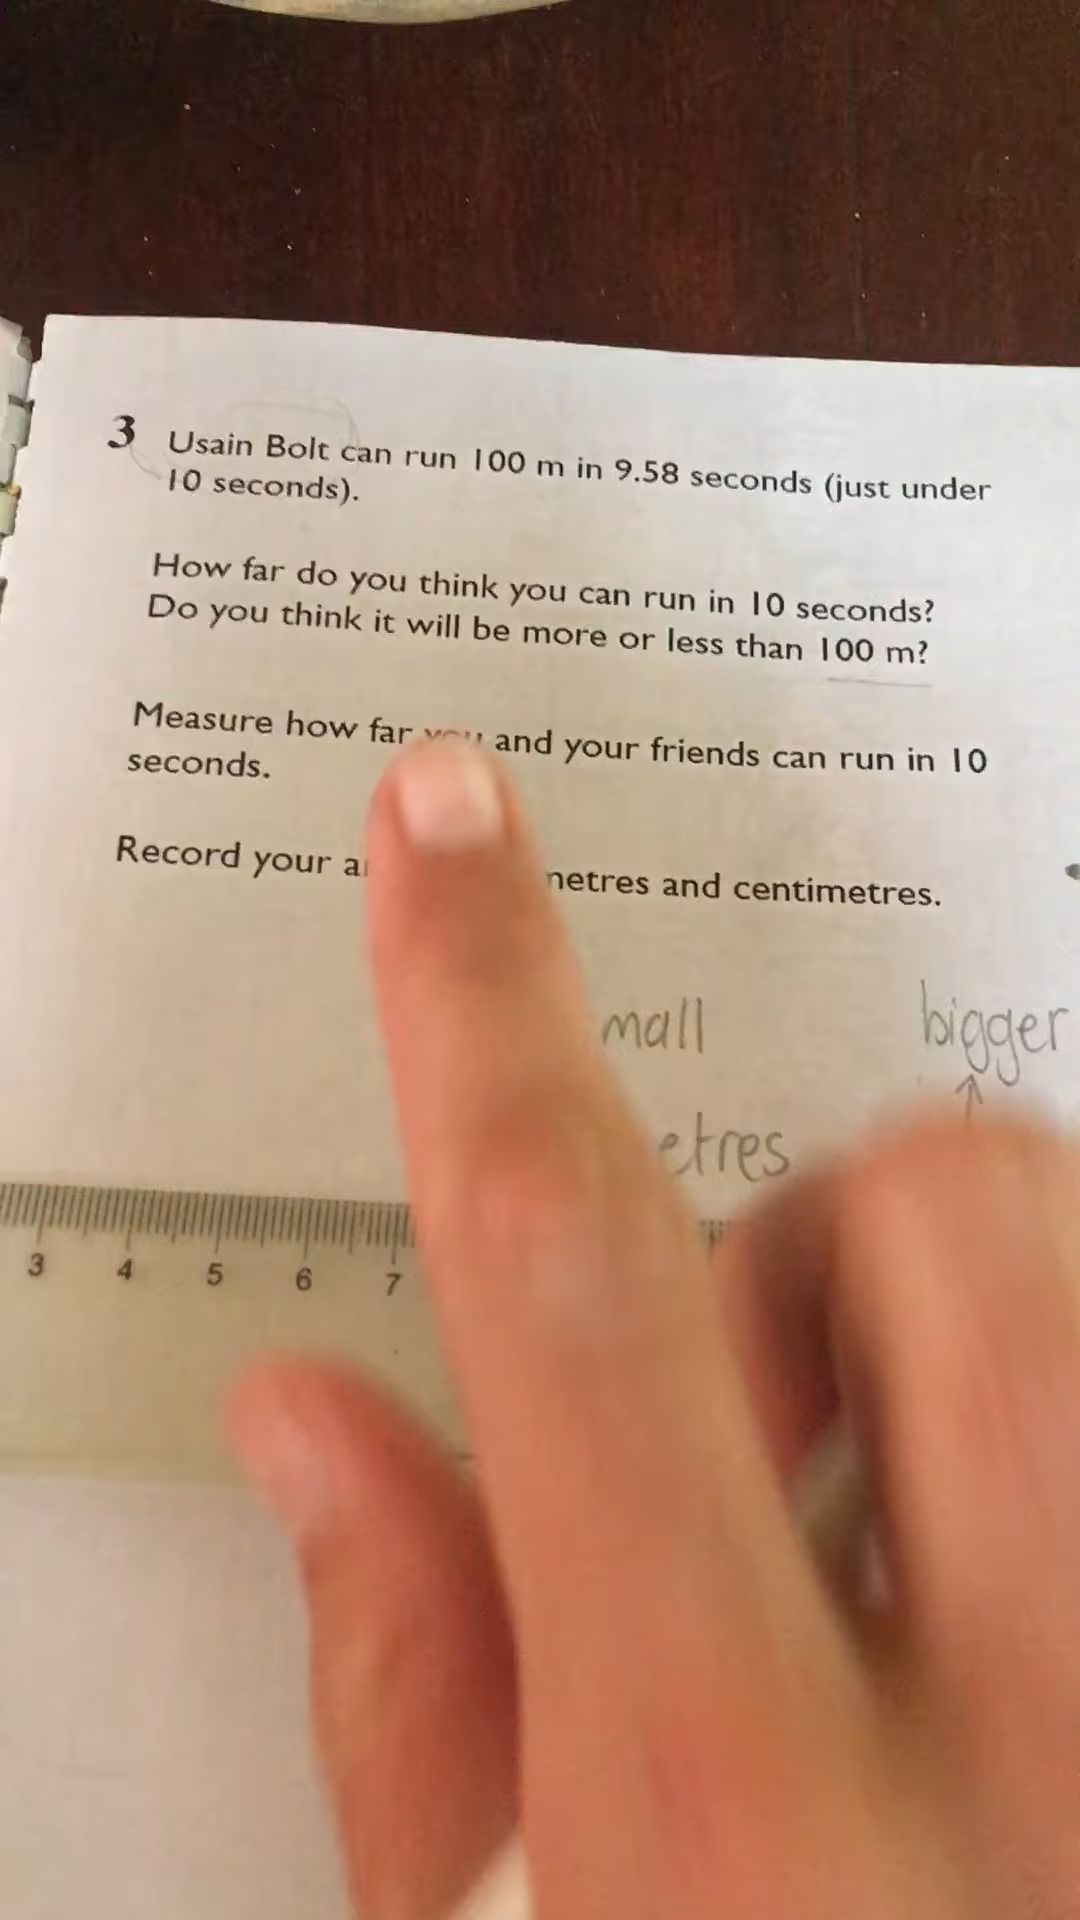 3 Usain Bolt can run 100 m in 9.58 seconds (just under
10 seconds).
How far do you think you can run in 10 seconds?
Do you think it will be more or less than 100 m?
Measure how far you and your friends can run in 10
seconds.
Record your a netres and centimetres.
mall bigger
etres
3 4 5 6 7